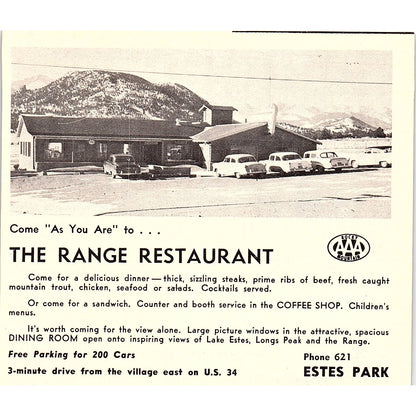 Come "As You Are" to . . .
THE RANGE RESTAURANT
ROCKY
AAA
MOUNTAIN
Come for a delicious dinner — thick, sizzling steaks, prime ribs of beef, fresh caught
mountain trout, chicken, seafood or salads. Cocktails served.
Or come for a sandwich. Counter and booth service in the COFFEE SHOP. Children's
menus.
It's worth coming for the view alone. Large picture windows in the attractive, spacious
DINING ROOM open onto inspiring views of Lake Estes, Longs Peak and the Range.
Free Parking for 200 Cars
Phone 621
3-minute drive from the village east on U.S. 34
ESTES PARK